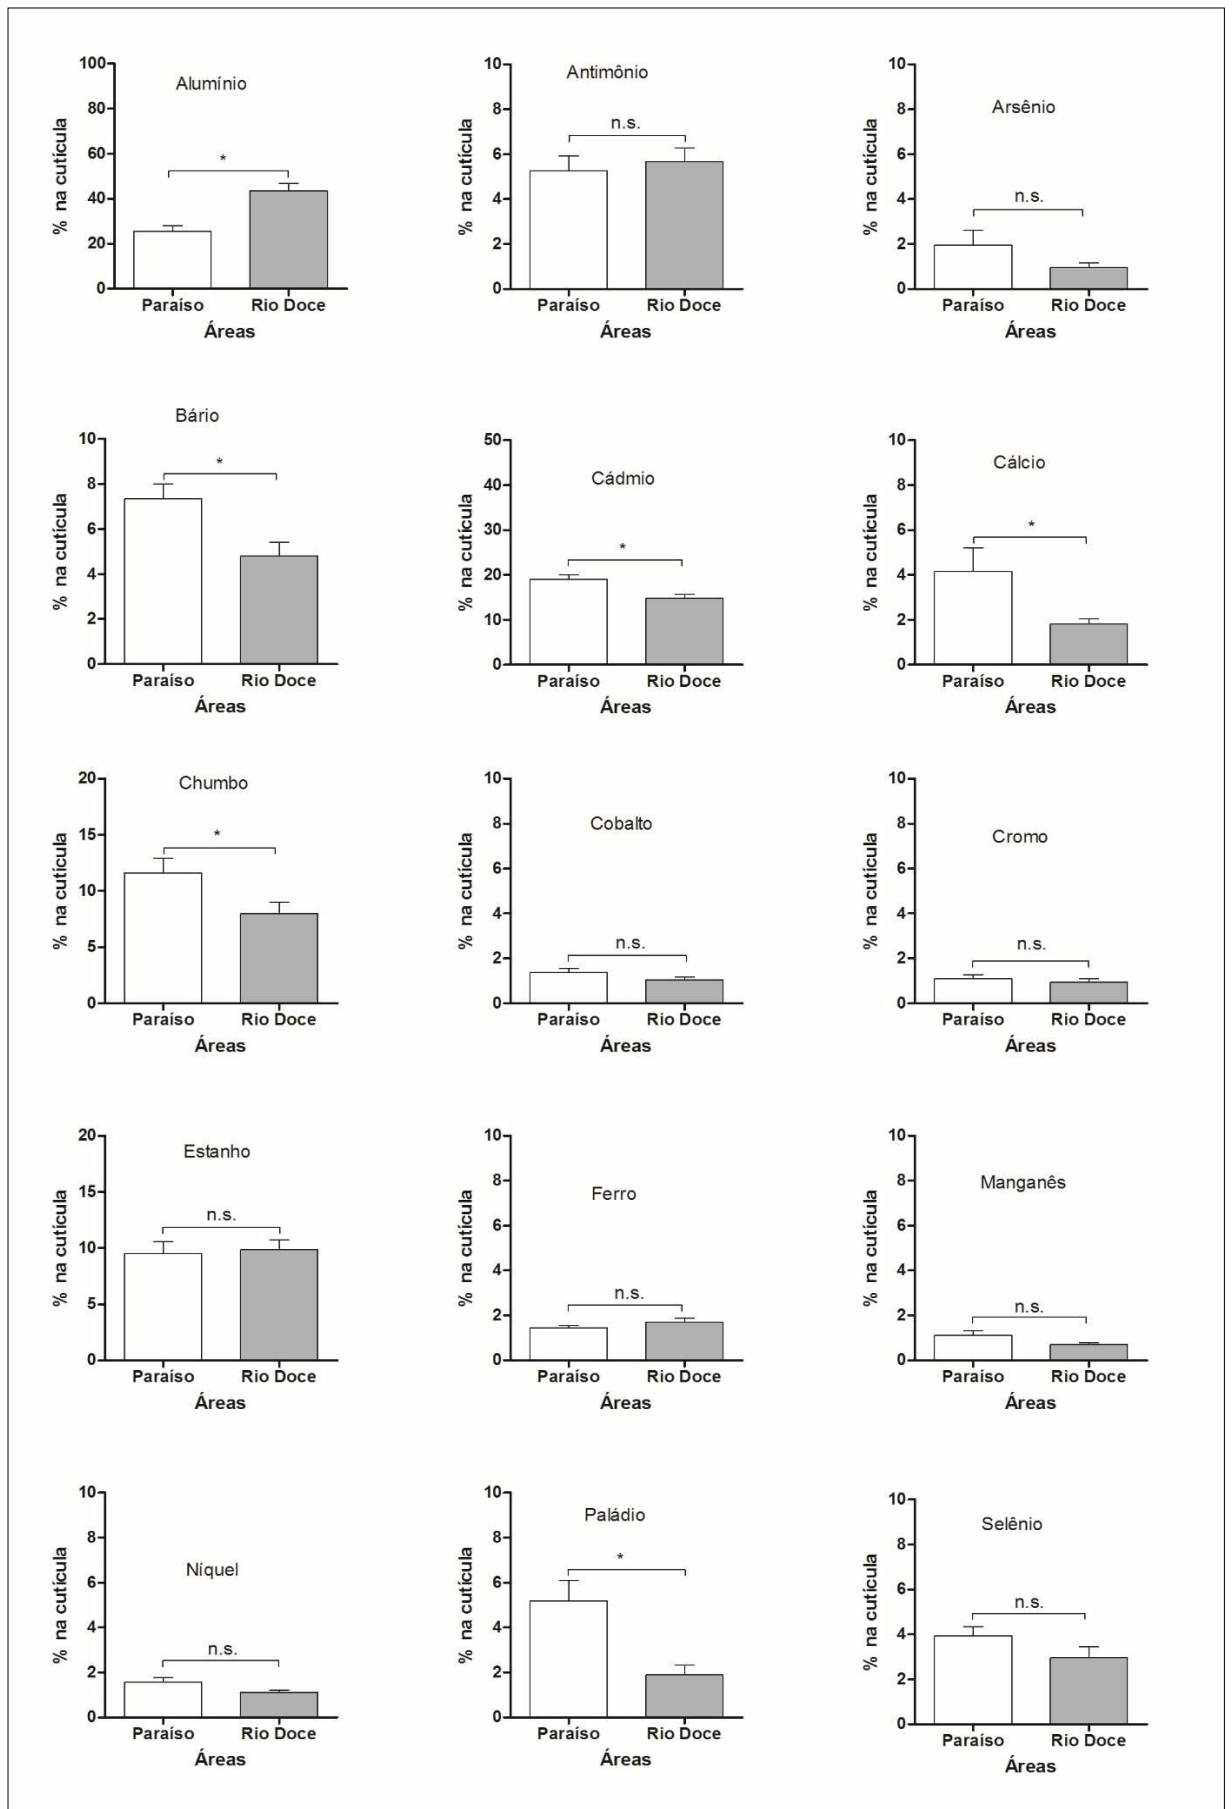 Alumínio
% na cutícula
100
80
60
40
20
0
*
Paraíso Rio Doce
Áreas
Antimônio
% na cutícula
10
8
6
4
2
0
n.s.
Paraíso Rio Doce
Áreas
Arsênio
% na cutícula
10
8
6
4
2
0
n.s.
Paraíso Rio Doce
Áreas
Bário
% na cutícula
10
8
6
4
2
0
*
Paraíso Rio Doce
Áreas
Cádmio
% na cutícula
50
40
30
20
10
0
*
Paraíso Rio Doce
Áreas
Cálcio
% na cutícula
10
8
6
4
2
0
*
Paraíso Rio Doce
Áreas
Chumbo
% na cutícula
20
15
10
5
0
*
Paraíso Rio Doce
Áreas
Cobalto
% na cutícula
10
8
6
4
2
0
n.s.
Paraíso Rio Doce
Áreas
Cromo
% na cutícula
10
8
6
4
2
0
n.s.
Paraíso Rio Doce
Áreas
Estanho
% na cutícula
20
15
10
5
0
n.s.
Paraíso Rio Doce
Áreas
Ferro
% na cutícula
10
8
6
4
2
0
n.s.
Paraíso Rio Doce
Áreas
Manganês
% na cutícula
10
8
6
4
2
0
n.s.
Paraíso Rio Doce
Áreas
Níquel
% na cutícula
10
8
6
4
2
0
n.s.
Paraíso Rio Doce
Áreas
Paládio
% na cutícula
10
8
6
4
2
0
*
Paraíso Rio Doce
Áreas
Selênio
% na cutícula
10
8
6
4
2
0
n.s.
Paraíso Rio Doce
Áreas